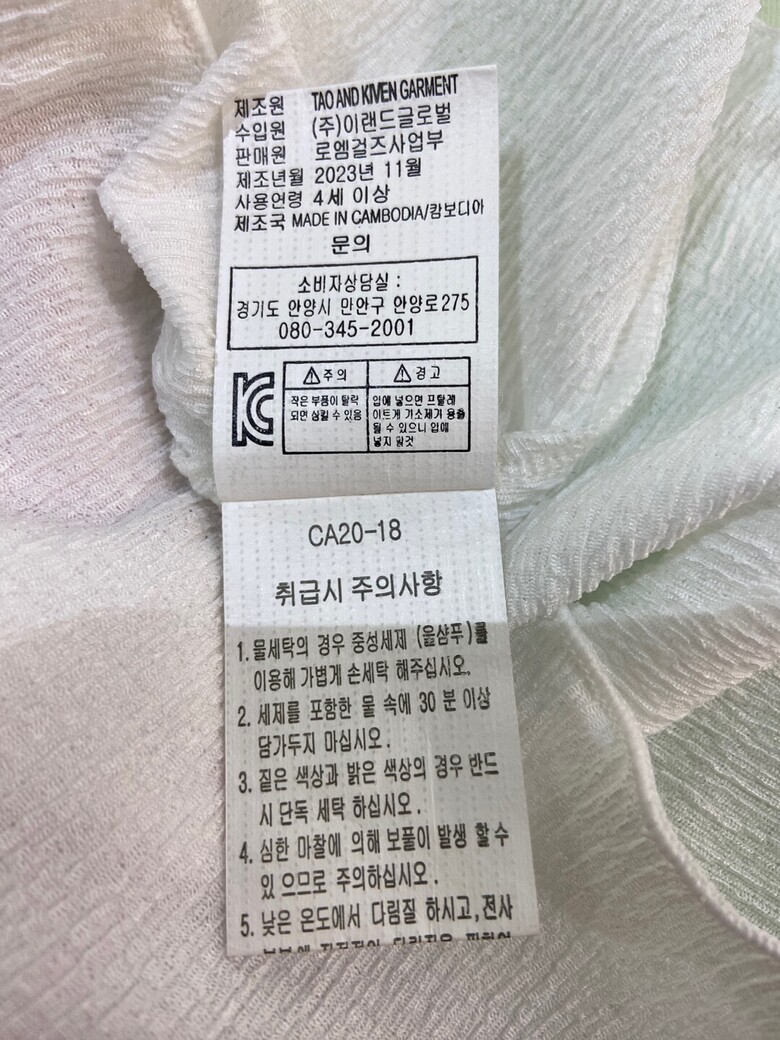 제조원 TAO AND KIVEN GARMENT
수입원 (주)이랜드글로벌
판매원 로엠걸즈사업부
제조년월 2023년 11월
사용연령 4세 이상
제조국 MADE IN CAMBODIA/캄보디아
문의
소비자상담실 :
경기도 안양시 만안구 안양로275
080-345-2001
KC
⚠주의
작은 부품이 탈락
되면 삼킬 수 있음
⚠경고
입에 넣으면 프탈레
이트계 가소제가 용출
될 수 있으니 입에
넣지 말것
CA20-18
취급시 주의사항
1. 물세탁의 경우 중성세제 (울샴푸)를
이용해 가볍게 손세탁 해주십시오.
2. 세제를 포함한 물 속에 30 분 이상
담가두지 마십시오.
3. 짙은 색상과 밝은 색상의 경우 반드
시 단독 세탁 하십시오.
4. 심한 마찰에 의해 보풀이 발생 할 수
있 으므로 주의하십시오.
5. 낮은 온도에서 다림질 하시고,전사